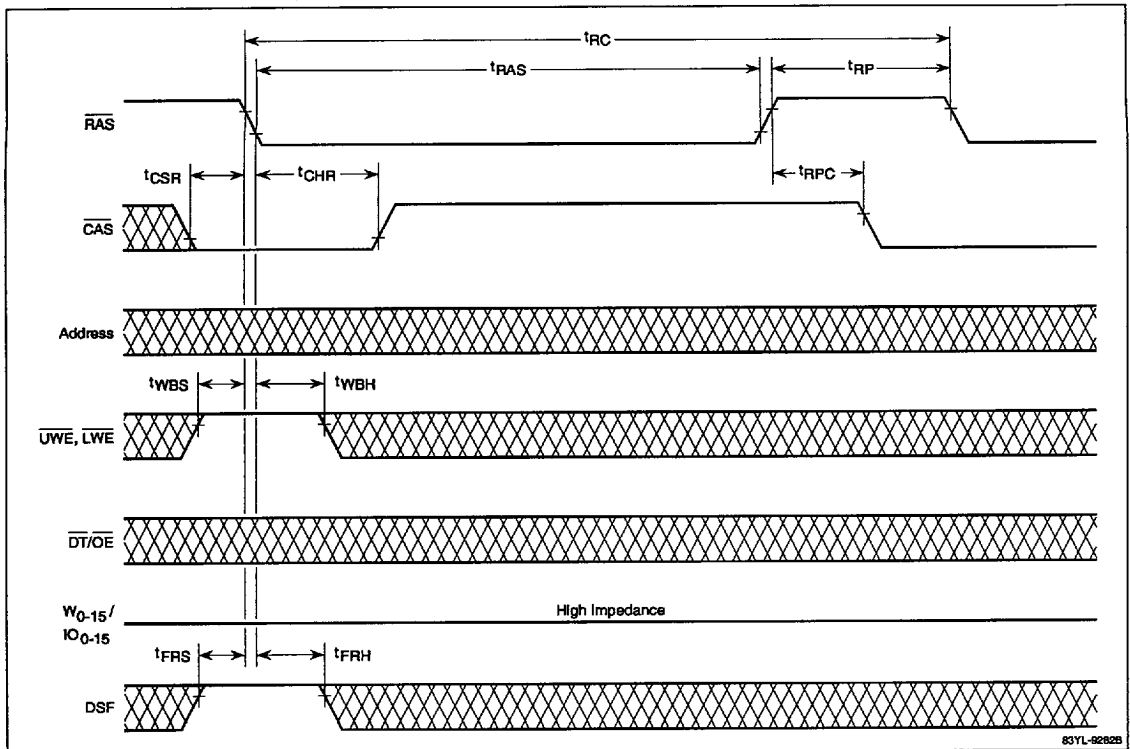 tRC
tRAS
tRP
RAS
tCSR
tCHR
tRPC
CAS
Address
tWBS
tWBH
UWE, LWE
DT/OE
W0-15 /
IO0-15
High Impedance
tFRS
tFRH
DSF
83YL-9282B